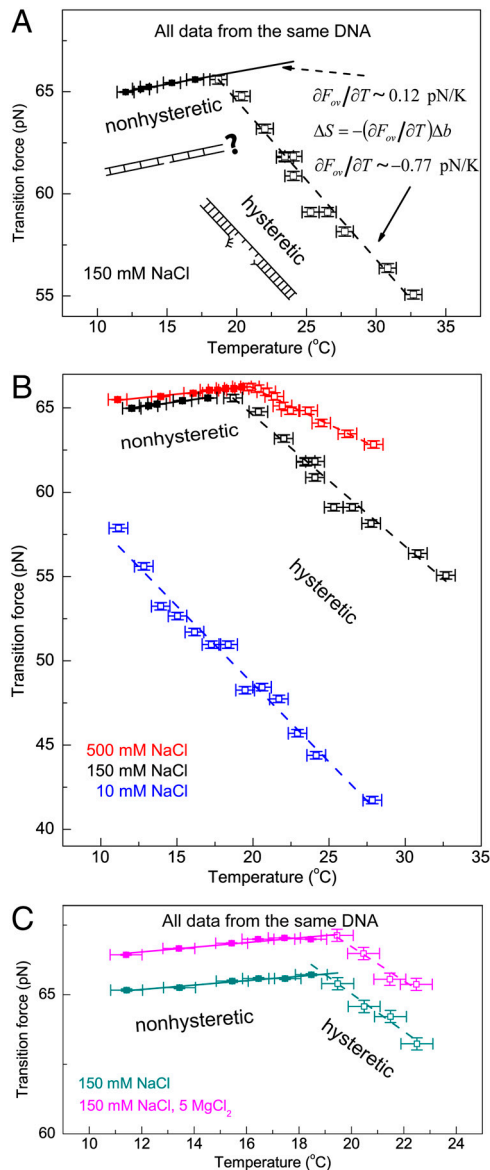 A
All data from the same DNA
65
60
55
Transition force (pN)
nonhysteretic
?
hysteretic
∂F_ov/∂T ~ 0.12 pN/K
ΔS = −(∂F_ov/∂T)Δb
∂F_ov/∂T ~ −0.77 pN/K
150 mM NaCl
10 15 20 25 30 35
Temperature (°C)
B
65
60
55
50
45
40
Transition force (pN)
nonhysteretic
hysteretic
500 mM NaCl
150 mM NaCl
10 mM NaCl
10 15 20 25 30 35
Temperature (°C)
C
All data from the same DNA
65
60
Transition force (pN)
nonhysteretic
hysteretic
150 mM NaCl
150 mM NaCl, 5 MgCl₂
10 12 14 16 18 20 22 24
Temperature (°C)